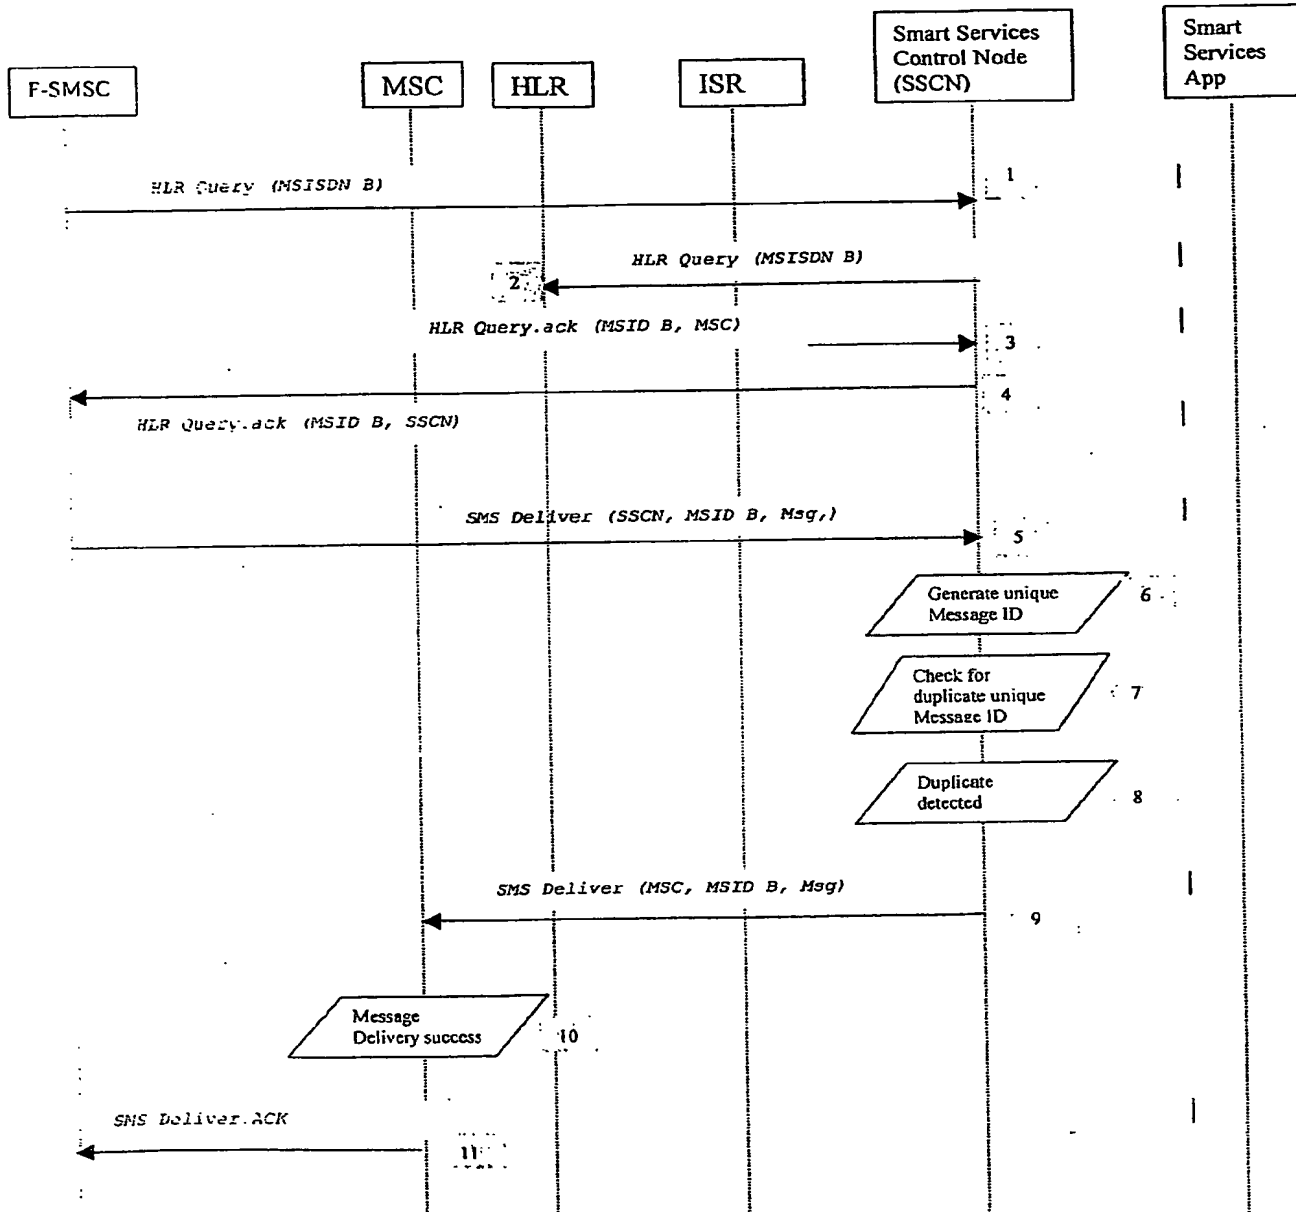 F-SMSC
MSC
HLR
ISR
Smart Services
Control Node
(SSCN)
Smart
Services
App
HLR Query (MSISDN B)
1
HLR Query (MSISDN B)
2
HLR Query.ack (MSID B, MSC)
3
4
HLR Query.ack (MSID B, SSCN)
SMS Deliver (SSCN, MSID B, Msg,)
5
Generate unique
Message ID
6
Check for
duplicate unique
Message ID
7
Duplicate
detected
8
SMS Deliver (MSC, MSID B, Msg)
9
Message
Delivery success
10
SMS Deliver.ACK
11